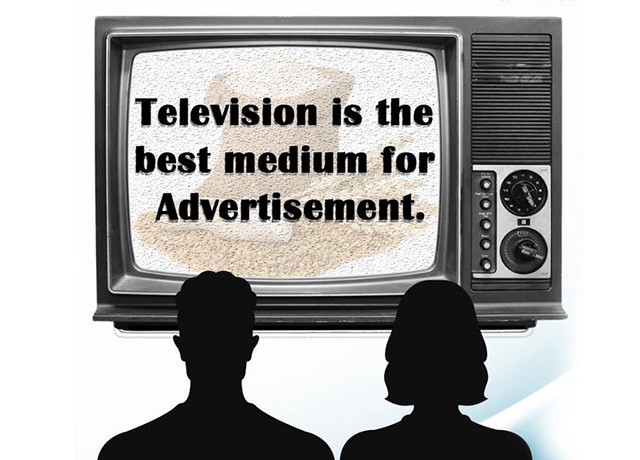 Television is the
best medium for
Advertisement.